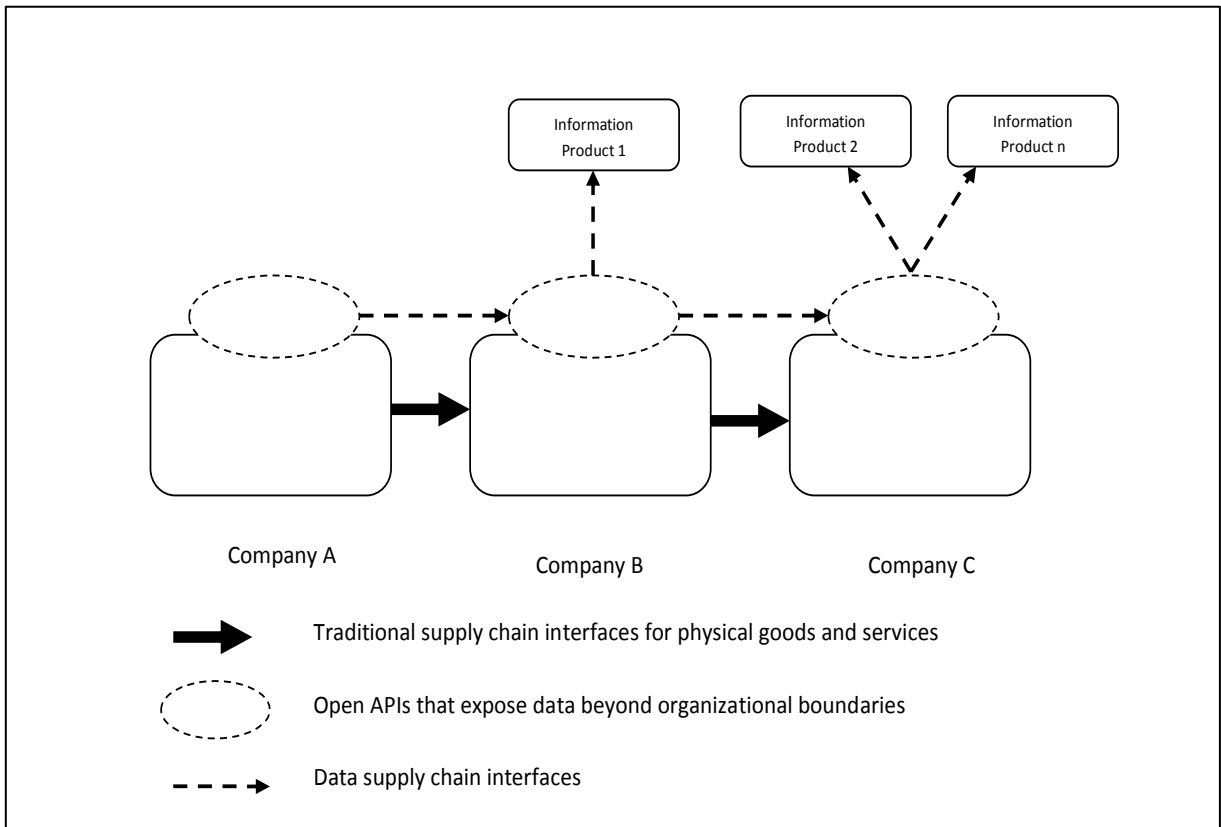 Information
Product 1
Information
Product 2
Information
Product n
Company A
Company B
Company C
Traditional supply chain interfaces for physical goods and services
Open APIs that expose data beyond organizational boundaries
Data supply chain interfaces